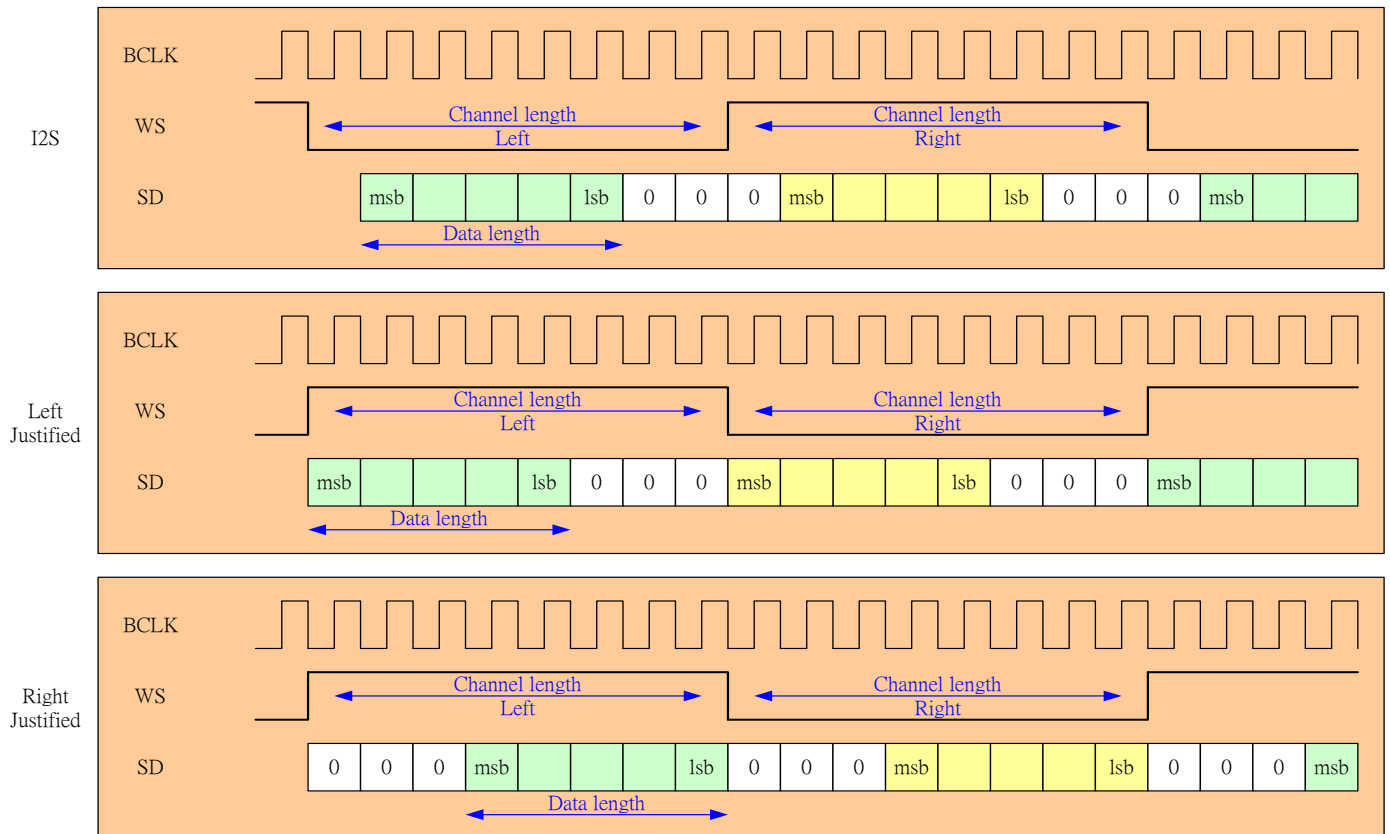 BCLK
I2S
WS
Channel length
Left
Channel length
Right
SD
msb lsb 0 0 0 msb lsb 0 0 0 msb
Data length
BCLK
Left
Justified
WS
Channel length
Left
Channel length
Right
SD
msb lsb 0 0 0 msb lsb 0 0 0 msb
Data length
BCLK
Right
Justified
WS
Channel length
Left
Channel length
Right
SD
0 0 0 msb lsb 0 0 0 msb lsb 0 0 0 msb
Data length